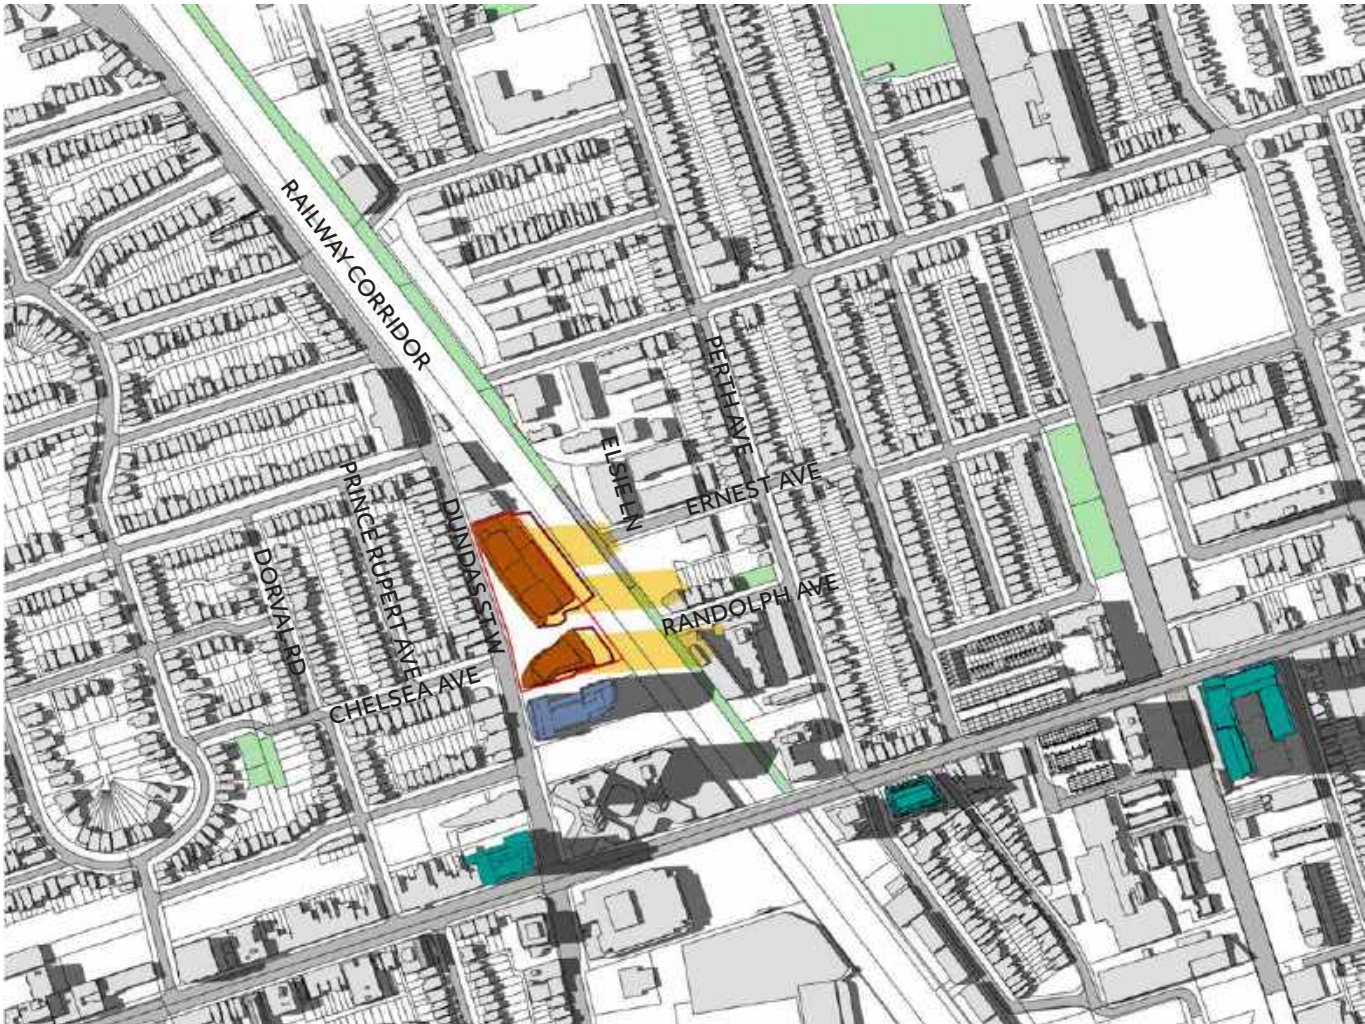 RAILWAY CORRIDOR
PERTH AVE
ELSIE LN
ERNEST AVE
PRINCE RUPERT AVE
DUNDAS ST W
DORVAL RD
RANDOLPH AVE
CHELSEA AVE